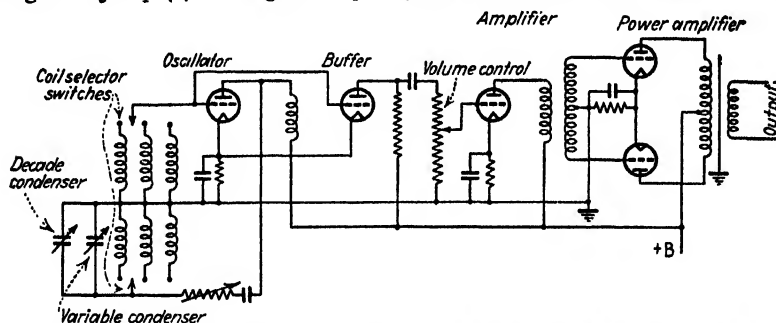 Amplifier
Power amplifier
Oscillator
Buffer
Coil selector
switches
Volume control
Output
Decade
condenser
+B
Variable condenser